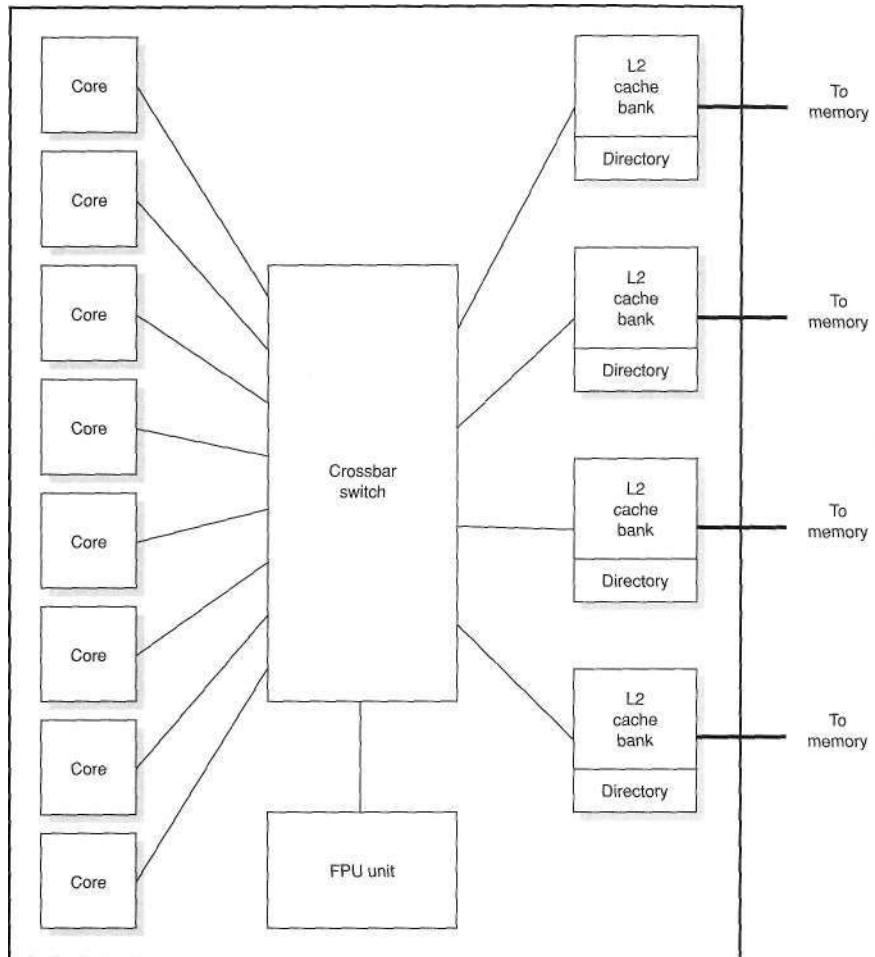 Core
Core
Core
Core
Core
Core
Core
Core
Crossbar
switch
FPU unit
L2
cache
bank
Directory
To
memory
L2
cache
bank
Directory
To
memory
L2
cache
bank
Directory
To
memory
L2
cache
bank
Directory
To
memory